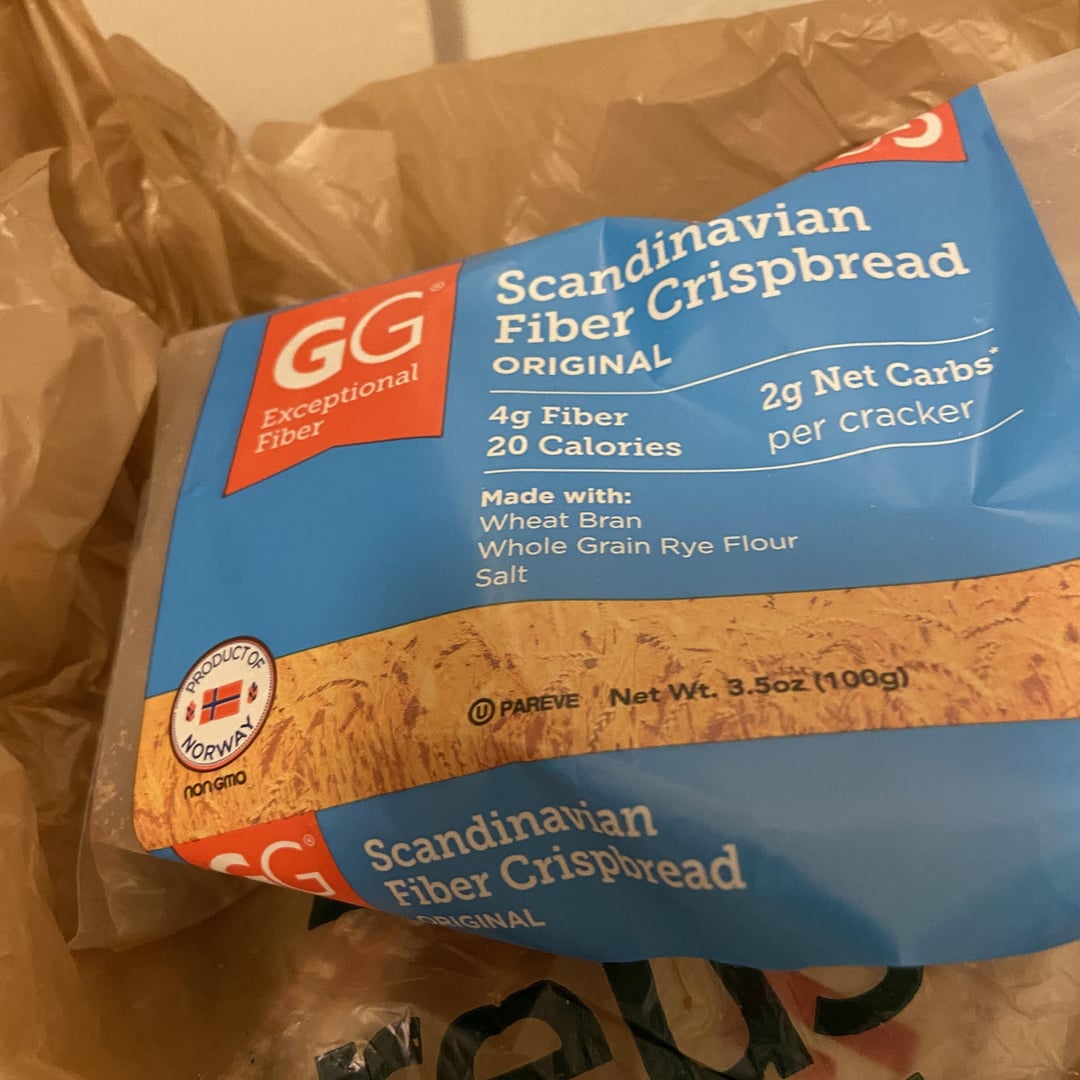 GG®
Exceptional
Fiber
Scandinavian
Fiber Crispbread
ORIGINAL
4g Fiber
20 Calories
2g Net Carbs*
per cracker
Made with:
Wheat Bran
Whole Grain Rye Flour
Salt
PRODUCT OF
NORWAY
non GMO
U PAREVE Net Wt. 3.5oz (100g)
GG®
Scandinavian
Fiber Crispbread
ORIGINAL